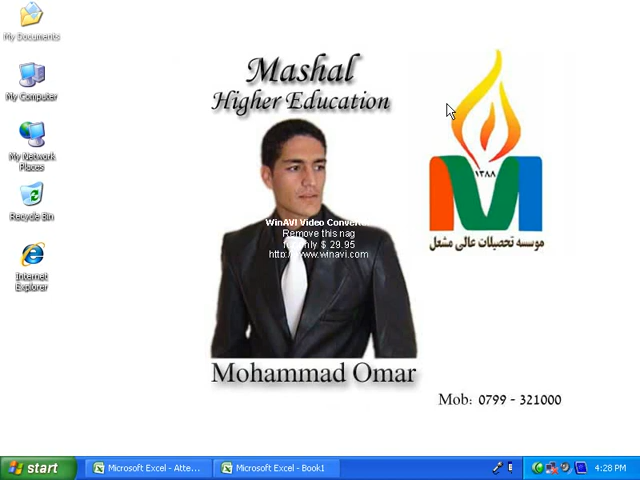 My Documents
My Computer
My Network
Places
Recycle Bin
Internet
Explorer
Mashal
Higher Education
۱۳۸۸
موسسه تحصیلات عالی مشعل
WinAVI Video Converte
Remove this nag
for only $ 29.95
http://www.winavi.com
Mohammad Omar
Mob: 0799 - 321000
start
Microsoft Excel - Atte...
Microsoft Excel - Book1
4:28 PM